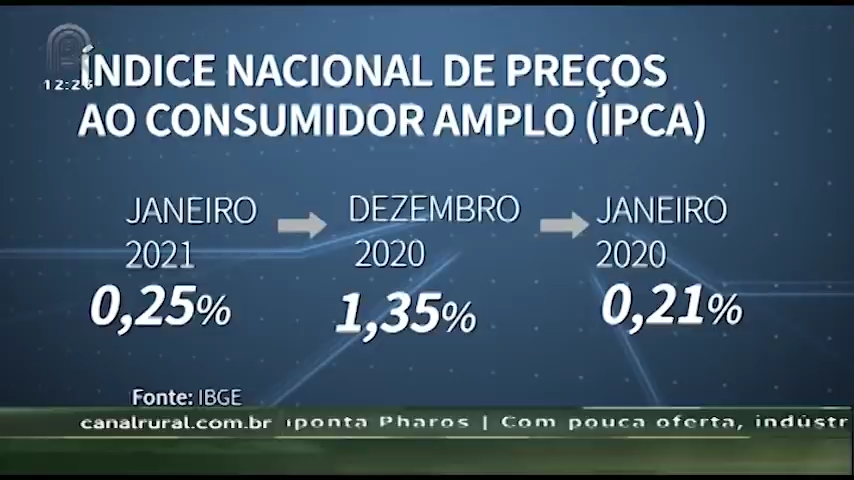 ÍNDICE NACIONAL DE PREÇOS
12:26
AO CONSUMIDOR AMPLO (IPCA)
JANEIRO DEZEMBRO JANEIRO
2021 2020 2020
0,25% 1,35% 0,21%
Fonte: IBGE
canalrural.com.br Pharos | Com pouca oferta,